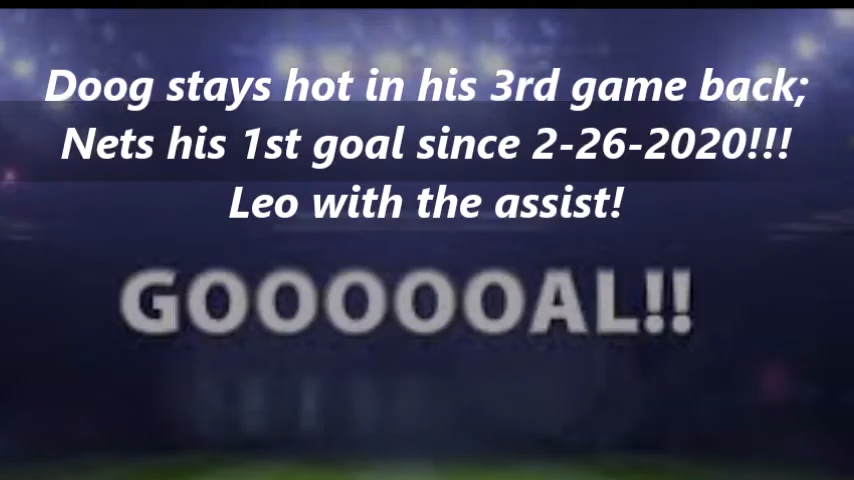 Doog stays hot in his 3rd game back;
Nets his 1st goal since 2-26-2020!!!
Leo with the assist!
GOOOOOAL!!